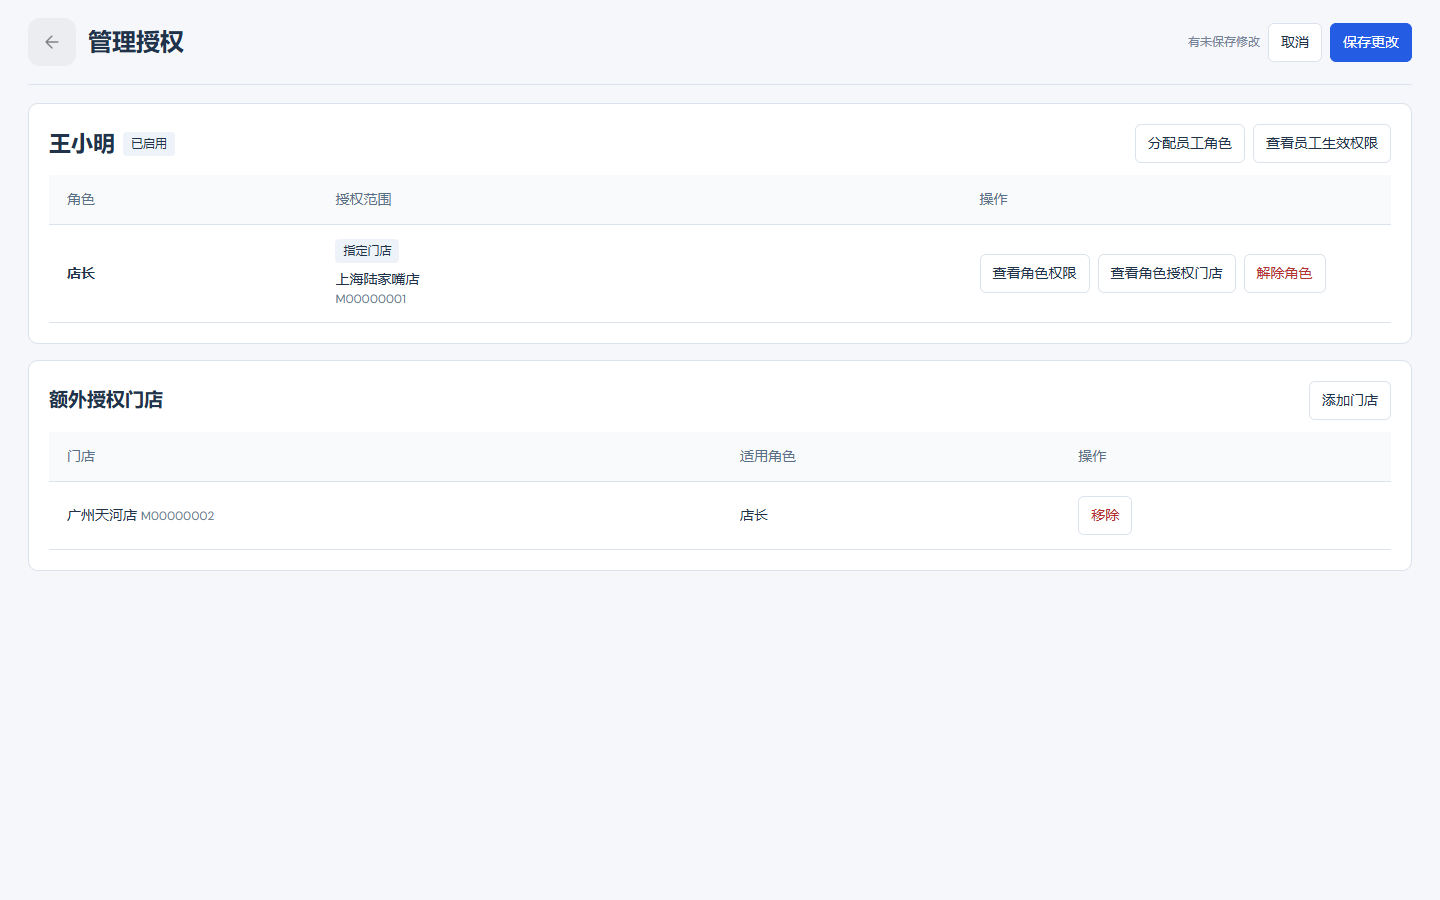 管理授权
有未保存修改 取消 保存更改
王小明 已启用 分配员工角色 查看员工生效权限
角色 授权范围 操作
店长 指定门店 查看角色权限 查看角色授权门店 解除角色
上海陆家嘴店
M00000001
额外授权门店 添加门店
门店 适用角色 操作
广州天河店 M00000002 店长 移除